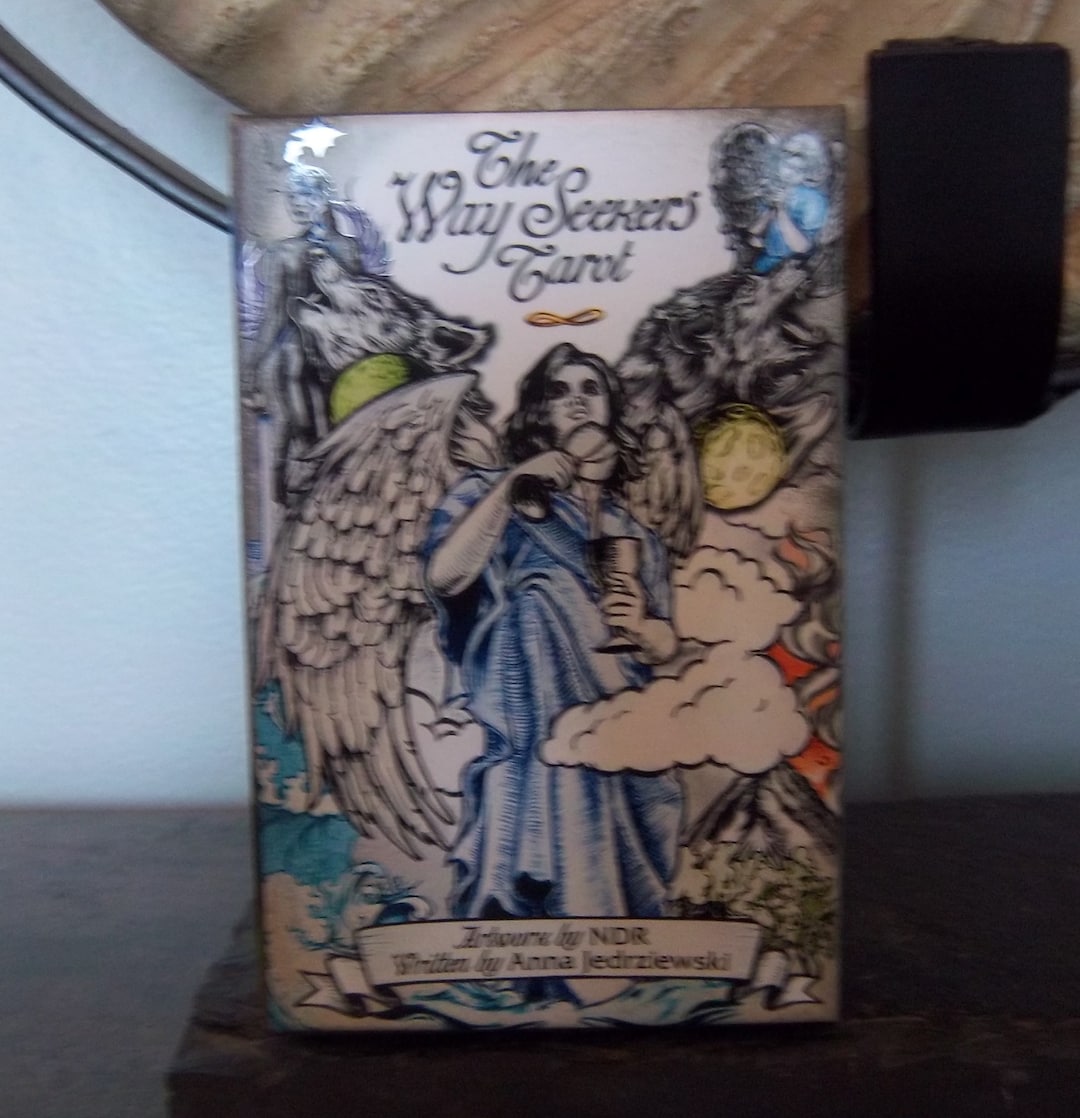 The
Way Seekers
Tarot
Artwork by NDR
Written by Anna Jedrziewski